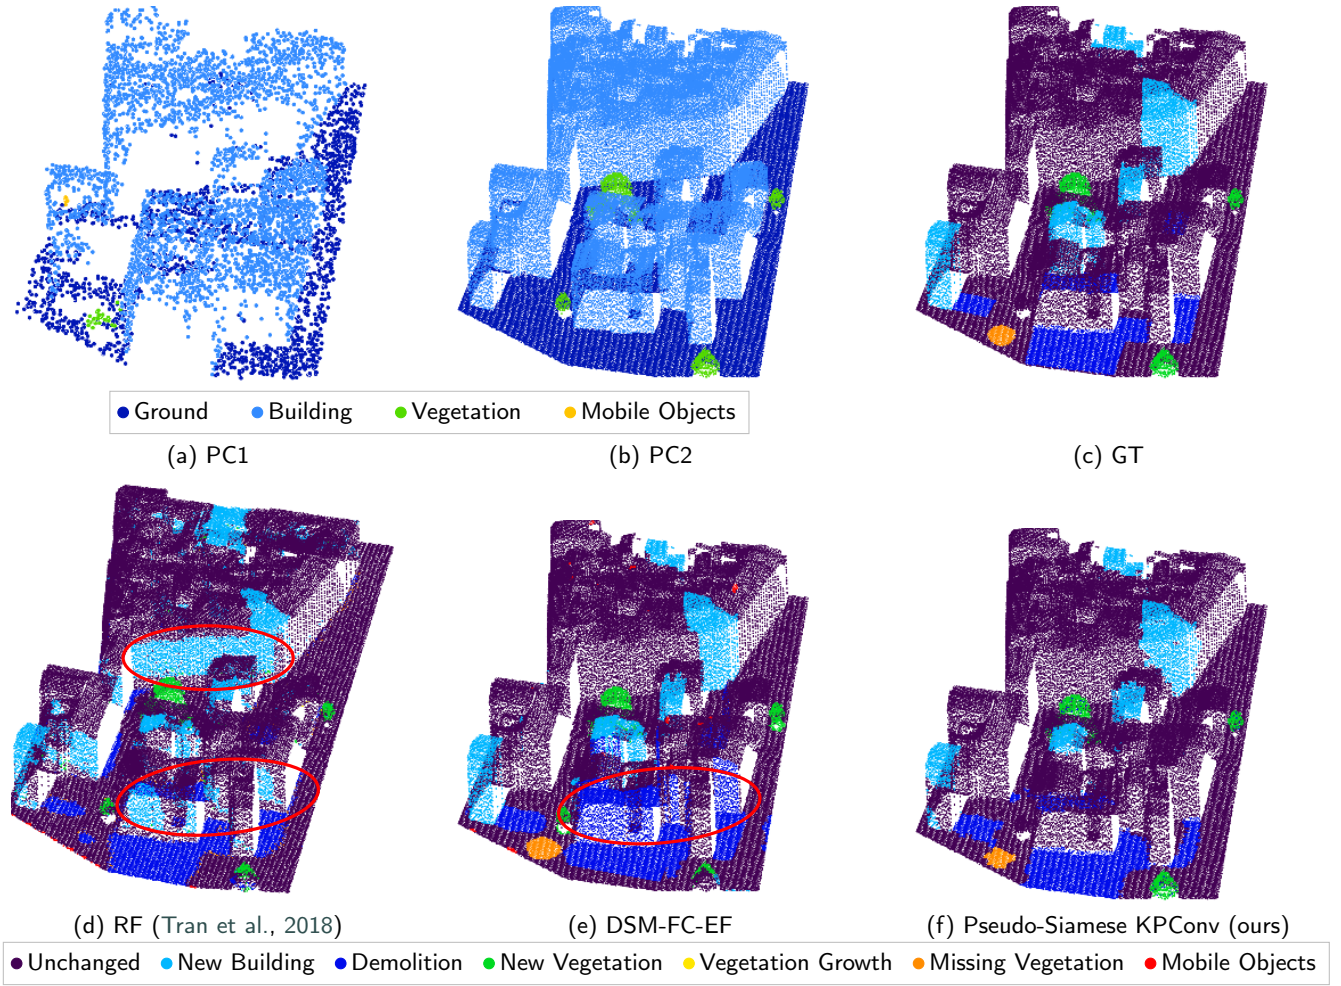 Ground Building Vegetation Mobile Objects
(a) PC1
(b) PC2
(c) GT
(d) RF (Tran et al., 2018)
(e) DSM-FC-EF
(f) Pseudo-Siamese KPConv (ours)
Unchanged New Building Demolition New Vegetation Vegetation Growth Missing Vegetation Mobile Objects